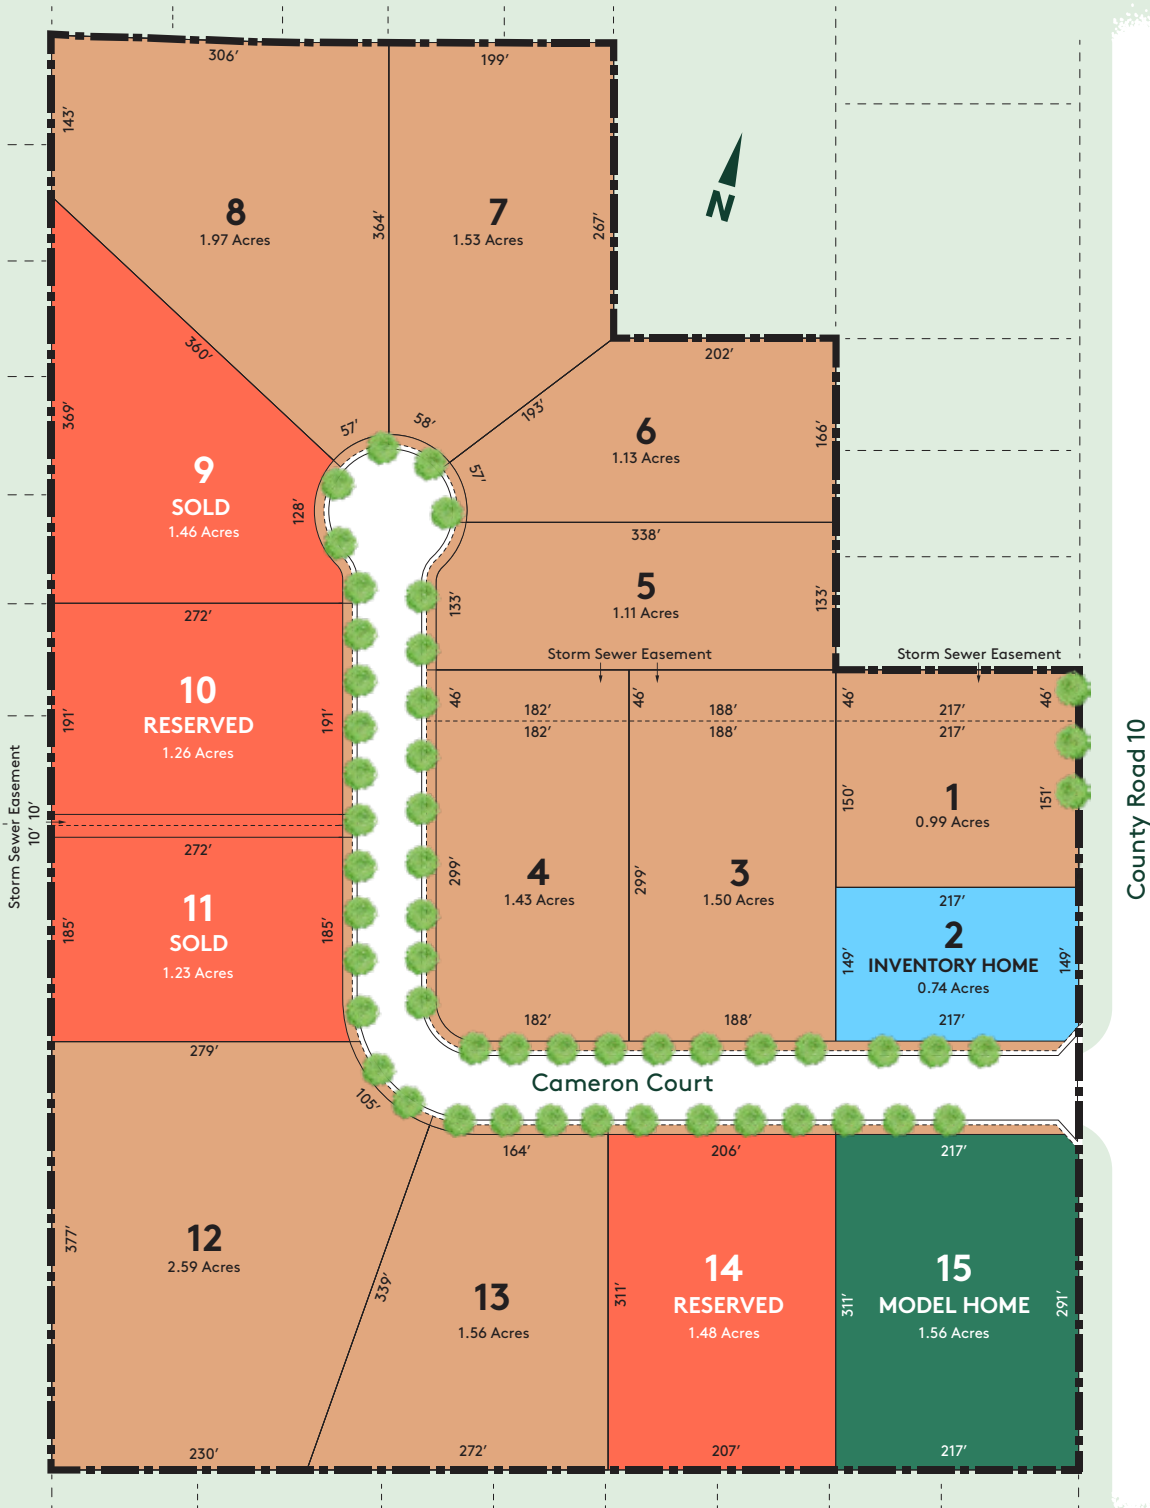 306′
199′
143′
N
8
1.97 Acres
364′
7
1.53 Acres
267′
360′
202′
369′
57′
58′
193′
57′
6
1.13 Acres
166′
9
SOLD
1.46 Acres
128′
338′
5
1.11 Acres
133′
133′
272′
Storm Sewer Easement
Storm Sewer Easement
10
RESERVED
1.26 Acres
191′
191′
46′
182′
182′
46′
188′
188′
46′
217′
217′
46′
County Road 10
Storm Sewer Easement
10′ 10′
1
0.99 Acres
150′
151′
272′
11
SOLD
1.23 Acres
185′
185′
299′
4
1.43 Acres
299′
3
1.50 Acres
217′
2
INVENTORY HOME
0.74 Acres
149′
149′
182′
188′
217′
279′
Cameron Court
105′
164′
206′
217′
12
2.59 Acres
377′
339′
13
1.56 Acres
311′
14
RESERVED
1.48 Acres
311′
15
MODEL HOME
1.56 Acres
291′
230′
272′
207′
217′